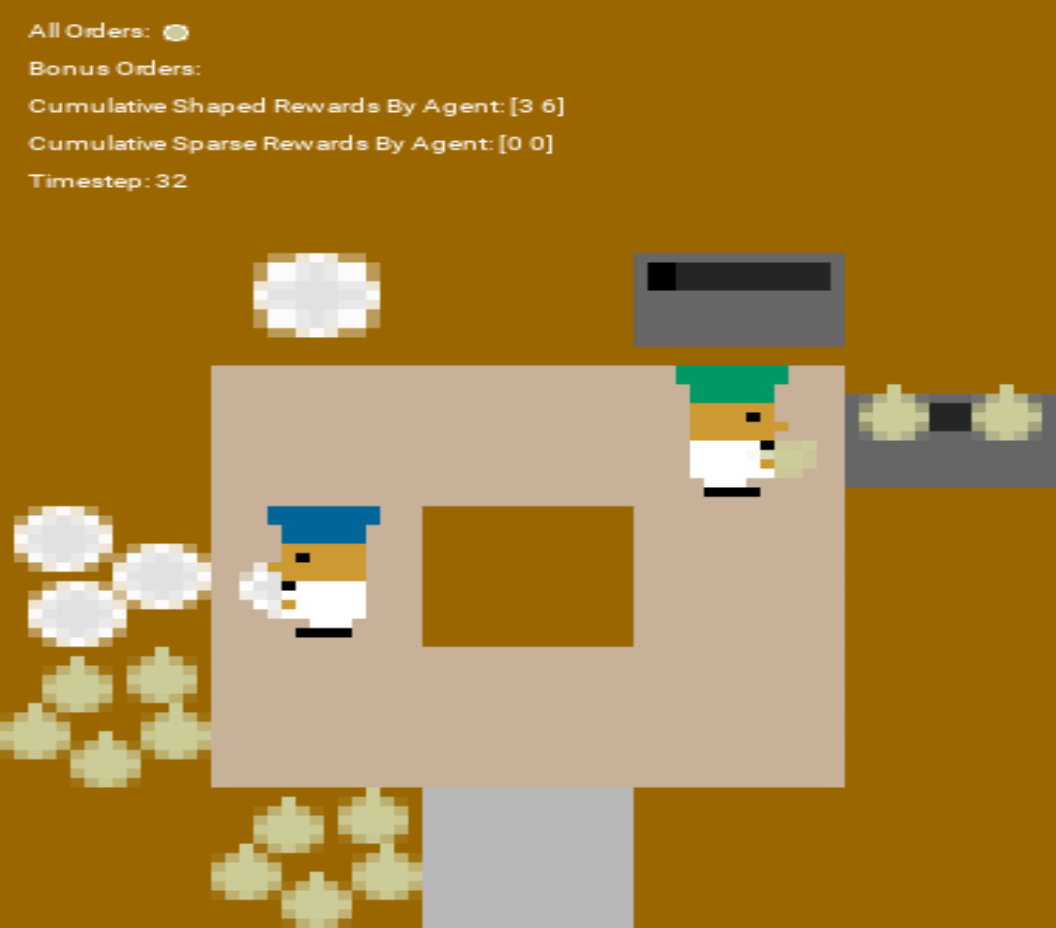 All Orders:
Bonus Orders:
Cumulative Shaped Rewards By Agent: [3 6]
Cumulative Sparse Rewards By Agent: [0 0]
Timestep: 32